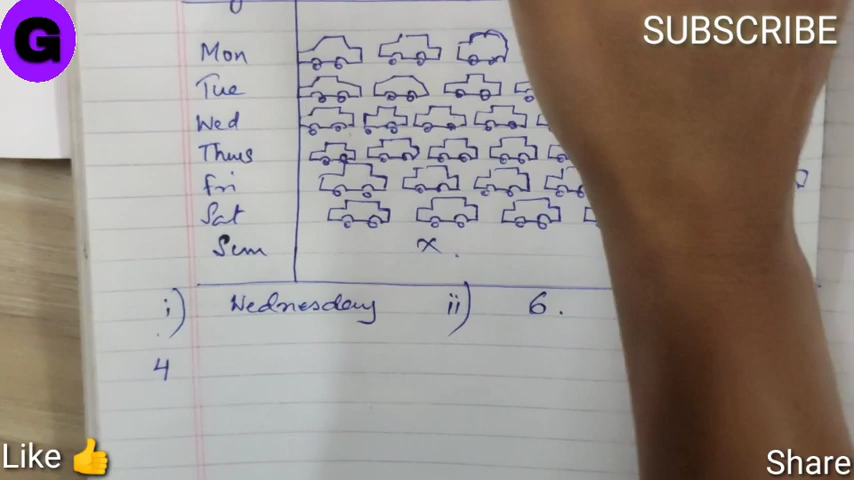 G
SUBSCRIBE
Mon
Tue
Wed
Thus
Fri
Sat
Sun x .
i) Wednesday ii) 6.
4
Like 👍
Share